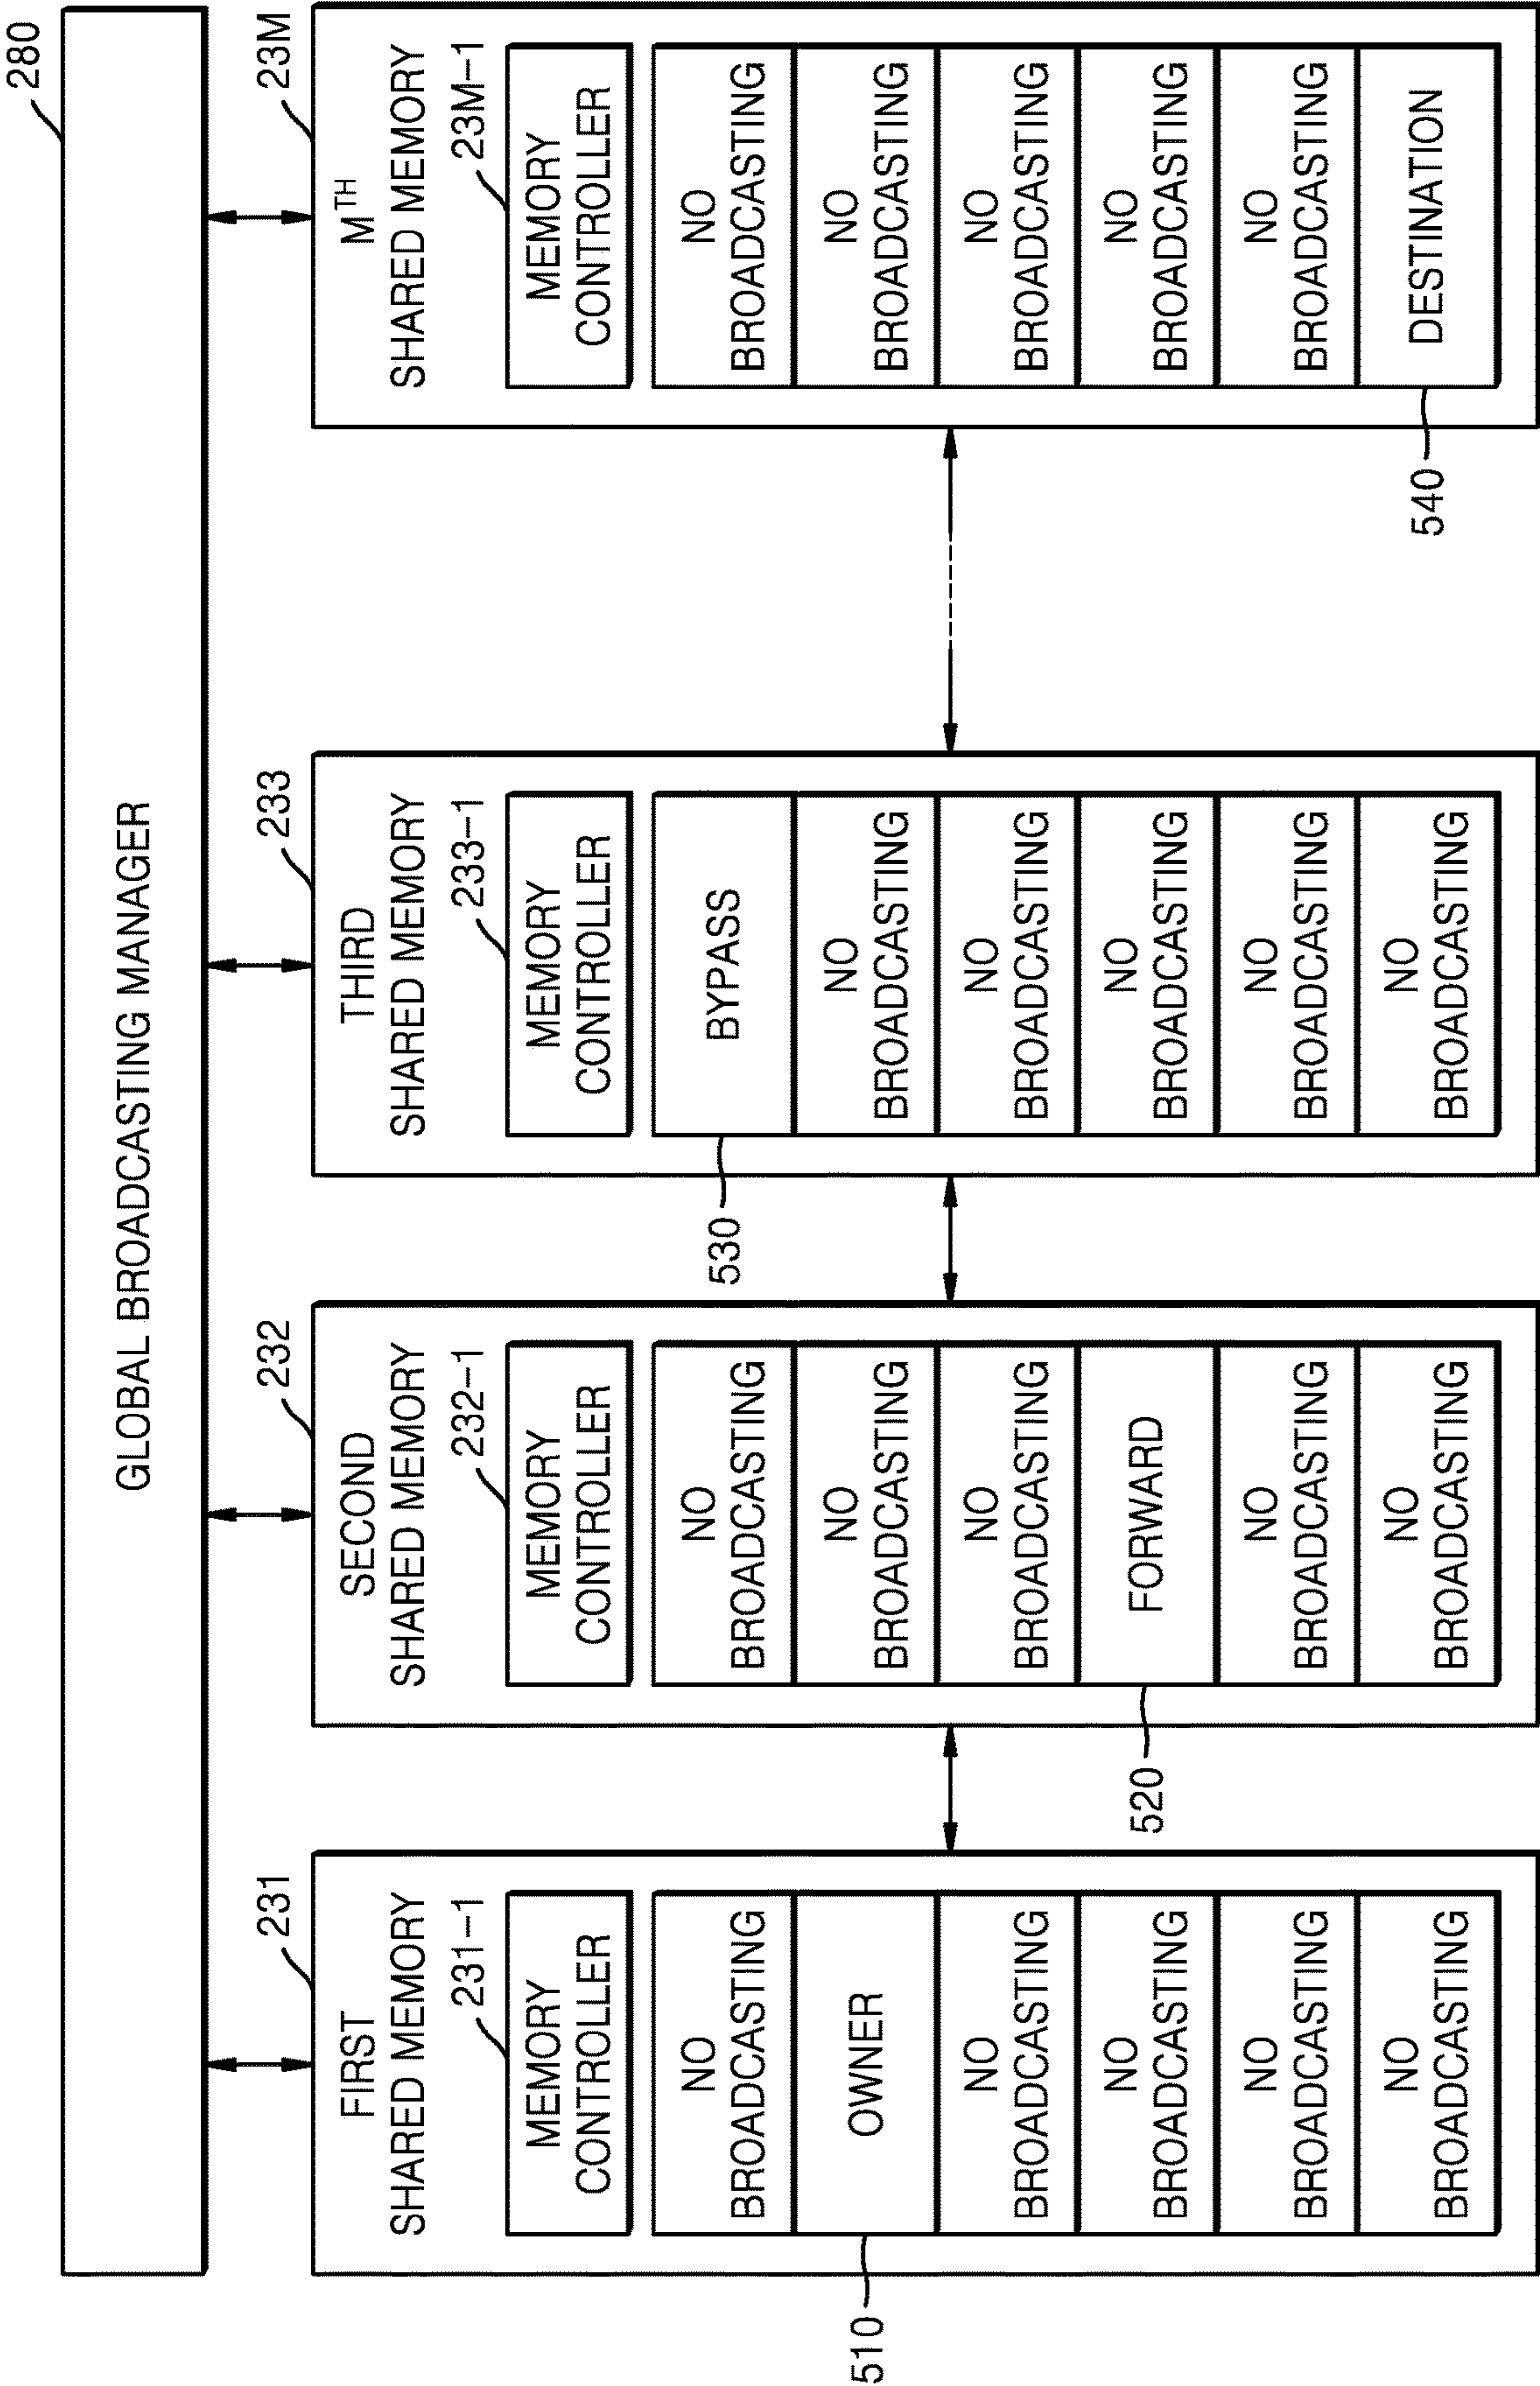 280
GLOBAL BROADCASTING MANAGER
231
FIRST
SHARED MEMORY
231-1
MEMORY
CONTROLLER
NO
BROADCASTING
510
OWNER
NO
BROADCASTING
NO
BROADCASTING
NO
BROADCASTING
NO
BROADCASTING
232
SECOND
SHARED MEMORY
232-1
MEMORY
CONTROLLER
NO
BROADCASTING
NO
BROADCASTING
NO
BROADCASTING
520
FORWARD
NO
BROADCASTING
NO
BROADCASTING
233
THIRD
SHARED MEMORY
233-1
MEMORY
CONTROLLER
530
BYPASS
NO
BROADCASTING
NO
BROADCASTING
NO
BROADCASTING
NO
BROADCASTING
NO
BROADCASTING
23M
MTH
SHARED MEMORY
23M-1
MEMORY
CONTROLLER
NO
BROADCASTING
NO
BROADCASTING
NO
BROADCASTING
NO
BROADCASTING
NO
BROADCASTING
540
DESTINATION